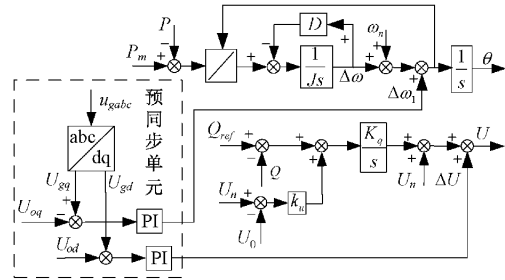 P
D
ω_n
P_m
1
Js
Δω
Δω_1
1
s
θ
u_gabc
预同步单元
abc
dq
U_gq
U_gd
U_oq
PI
U_od
PI
Q_ref
Q
K_q
s
U
U_n
k_u
U_n
ΔU
U_0